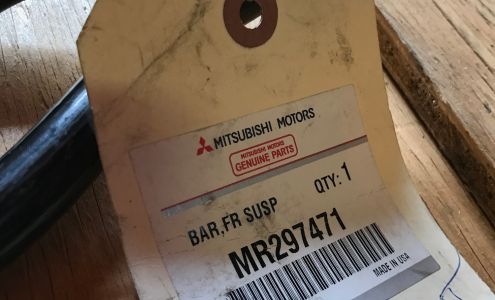 MITSUBISHI MOTORS
MITSUBISHI MOTORS
GENUINE PARTS
BAR,FR SUSP QTY: 1
MR297471
MADE IN USA